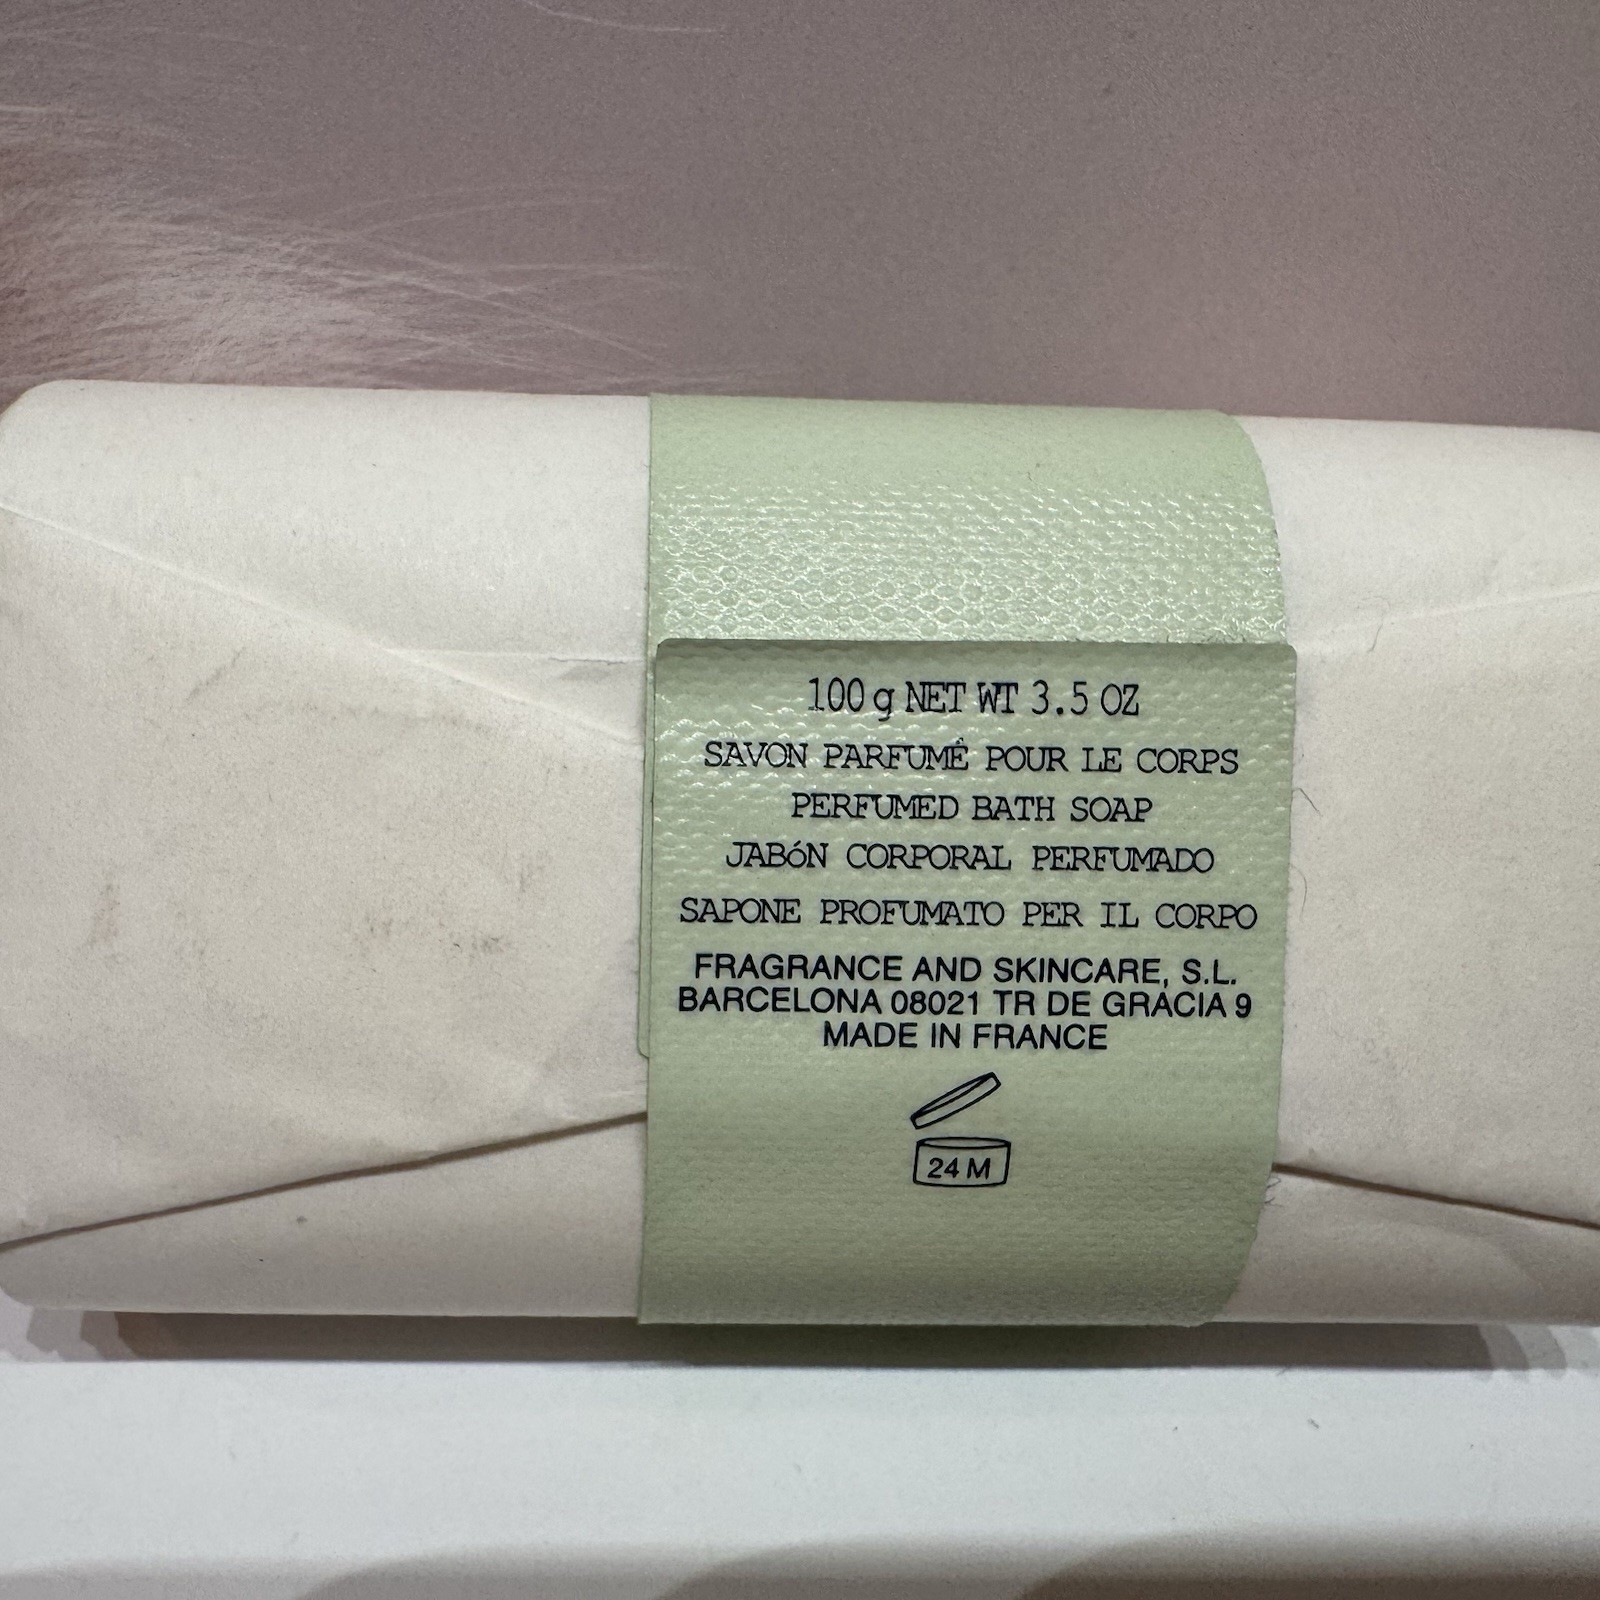 100 g NET WT 3.5 OZ
SAVON PARFUMÉ POUR LE CORPS
PERFUMED BATH SOAP
JABóN CORPORAL PERFUMADO
SAPONE PROFUMATO PER IL CORPO
FRAGRANCE AND SKINCARE, S.L.
BARCELONA 08021 TR DE GRACIA 9
MADE IN FRANCE
24 M